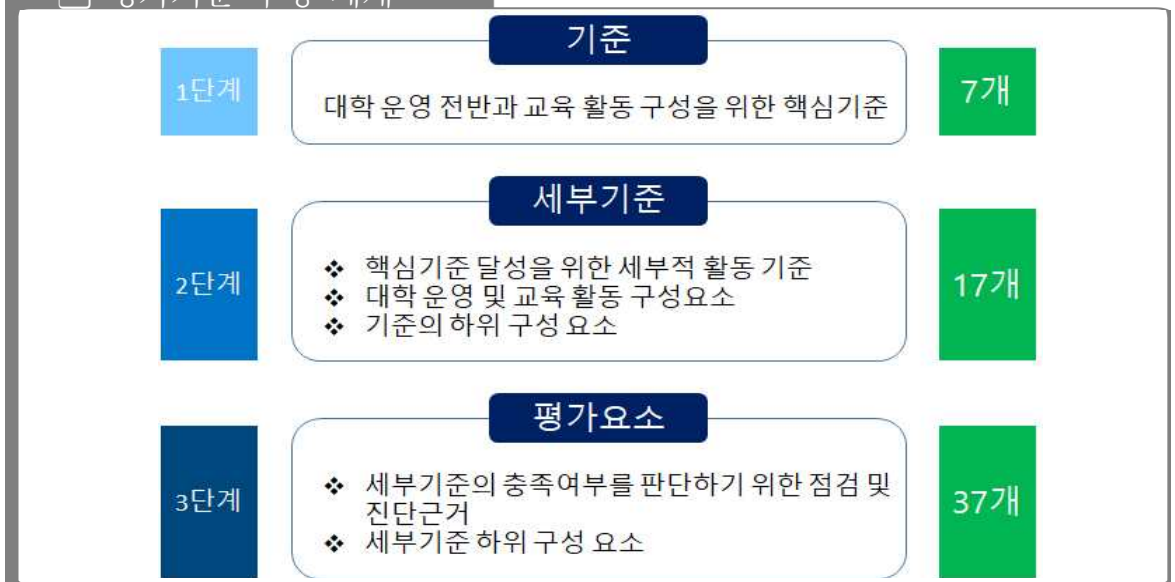 기준
1단계
대학 운영 전반과 교육 활동 구성을 위한 핵심기준
7개
세부기준
2단계
❖ 핵심기준 달성을 위한 세부적 활동 기준
❖ 대학 운영 및 교육 활동 구성요소
❖ 기준의 하위 구성 요소
17개
평가요소
3단계
❖ 세부기준의 충족여부를 판단하기 위한 점검 및
진단근거
❖ 세부기준 하위 구성 요소
37개